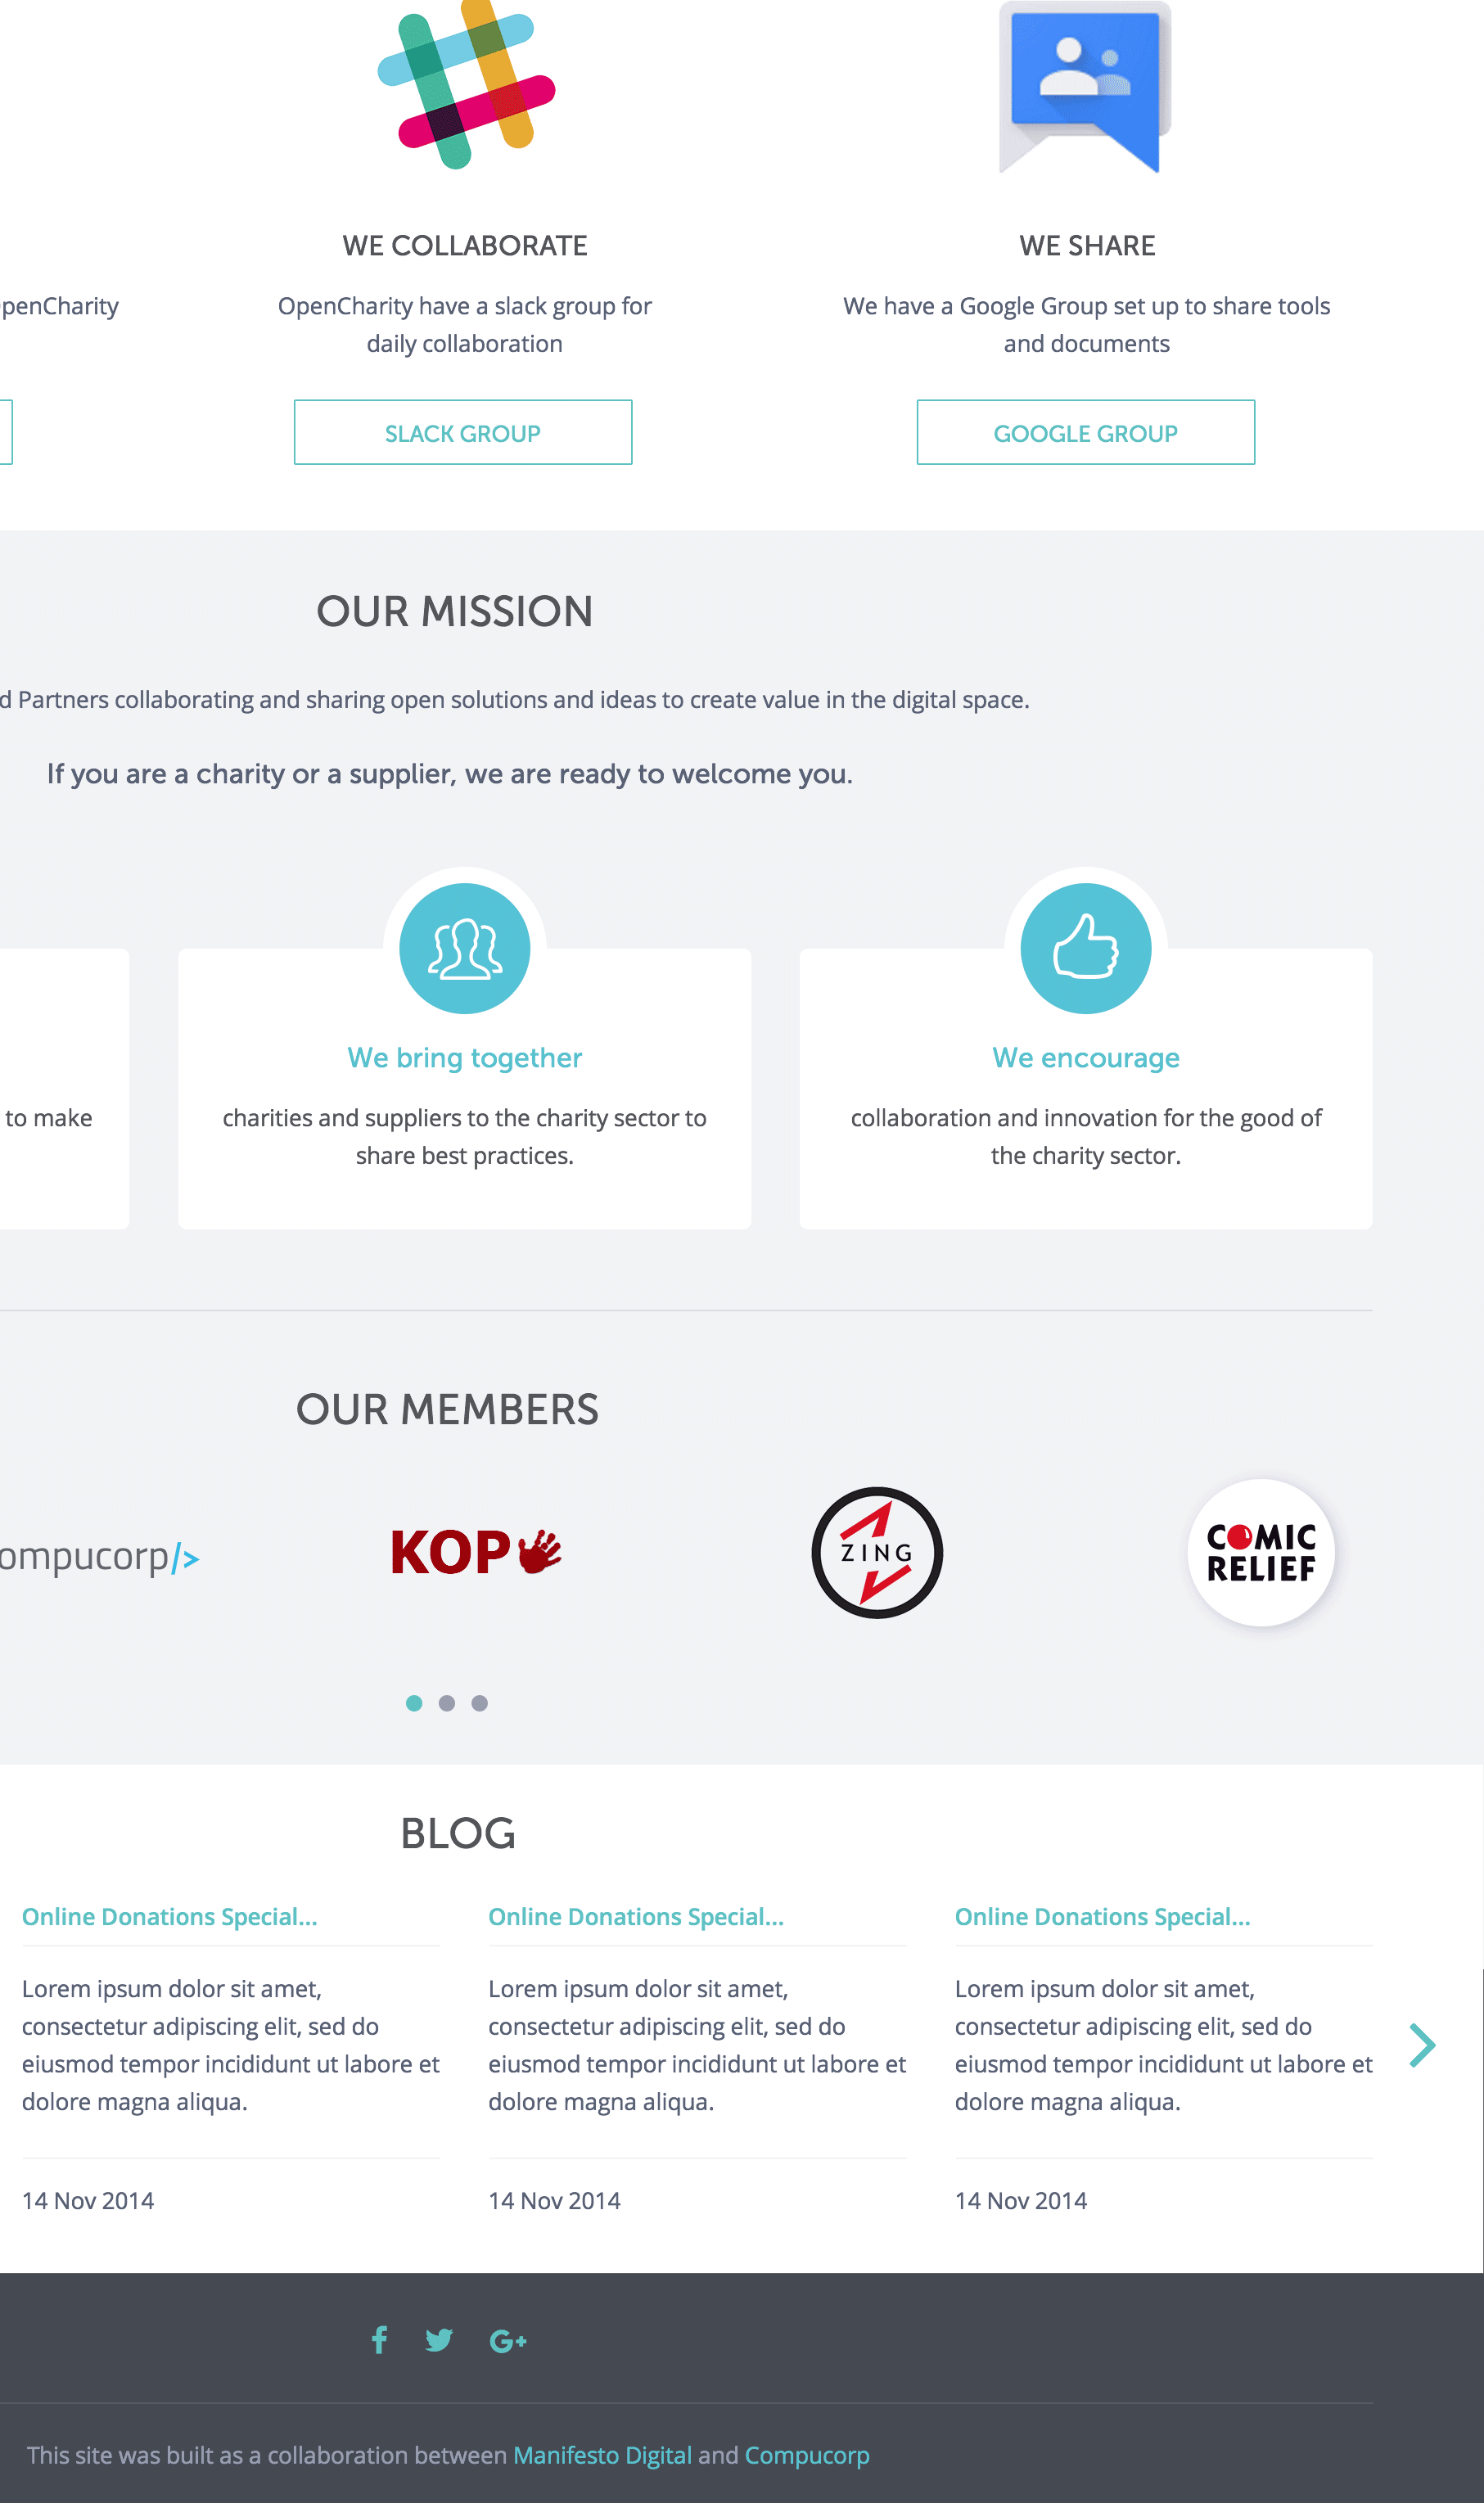 WE COLLABORATE
WE SHARE
penCharity
OpenCharity have a slack group for
daily collaboration
We have a Google Group set up to share tools
and documents
SLACK GROUP
GOOGLE GROUP
OUR MISSION
d Partners collaborating and sharing open solutions and ideas to create value in the digital space.
If you are a charity or a supplier, we are ready to welcome you.
to make
We bring together
charities and suppliers to the charity sector to
share best practices.
We encourage
collaboration and innovation for the good of
the charity sector.
OUR MEMBERS
ompucorp/>
KOP
ZING
COMIC
RELIEF
BLOG
Online Donations Special...
Lorem ipsum dolor sit amet,
consectetur adipiscing elit, sed do
eiusmod tempor incididunt ut labore et
dolore magna aliqua.
14 Nov 2014
Online Donations Special...
Lorem ipsum dolor sit amet,
consectetur adipiscing elit, sed do
eiusmod tempor incididunt ut labore et
dolore magna aliqua.
14 Nov 2014
Online Donations Special...
Lorem ipsum dolor sit amet,
consectetur adipiscing elit, sed do
eiusmod tempor incididunt ut labore et
dolore magna aliqua.
14 Nov 2014
f
G+
This site was built as a collaboration between Manifesto Digital and Compucorp